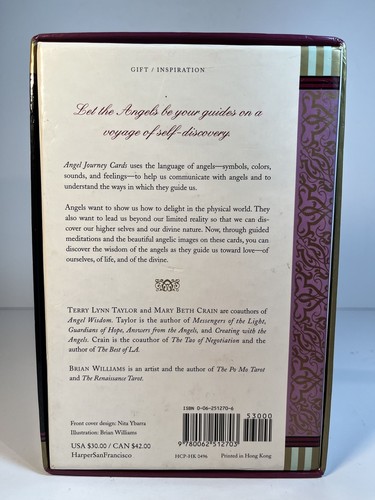 GIFT / INSPIRATION
Let the Angels be your guides on a
voyage of self-discovery.
Angel Journey Cards uses the language of angels—symbols, colors,
sounds, and feelings—to help us communicate with angels and to
understand the ways in which they guide us.
Angels want to show us how to delight in the physical world. They
also want to lead us beyond our limited reality so that we can dis-
cover our higher selves and our divine nature. Now, through guided
meditations and the beautiful angelic images on these cards, you can
discover the wisdom of the angels as they guide us toward love—of
ourselves, of life, and of the divine.
TERRY LYNN TAYLOR and MARY BETH CRAIN are coauthors of
Angel Wisdom. Taylor is the author of Messengers of the Light,
Guardians of Hope, Answers from the Angels, and Creating with the
Angels. Crain is the coauthor of The Tao of Negotiation and the
author of The Best of LA.
BRIAN WILLIAMS is an artist and the author of The Po Mo Tarot
and The Renaissance Tarot.
Front cover design: Nita Ybarra
Illustration: Brian Williams
USA $30.00 / CAN $42.00
HarperSanFrancisco
ISBN 0-06-251270-6
53000
9 780062 512703
HCP-HR 0496 Printed in Hong Kong